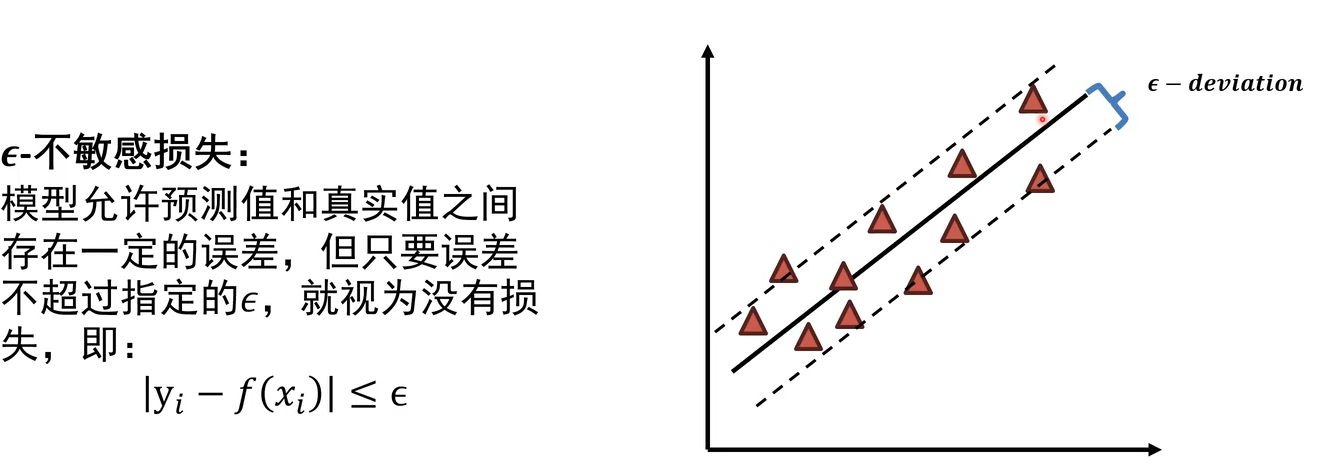 ϵ-不敏感损失：
模型允许预测值和真实值之间
存在一定的误差，但只要误差
不超过指定的ϵ，就视为没有损
失，即：
|yᵢ − f(xᵢ)| ≤ ϵ
ϵ − deviation